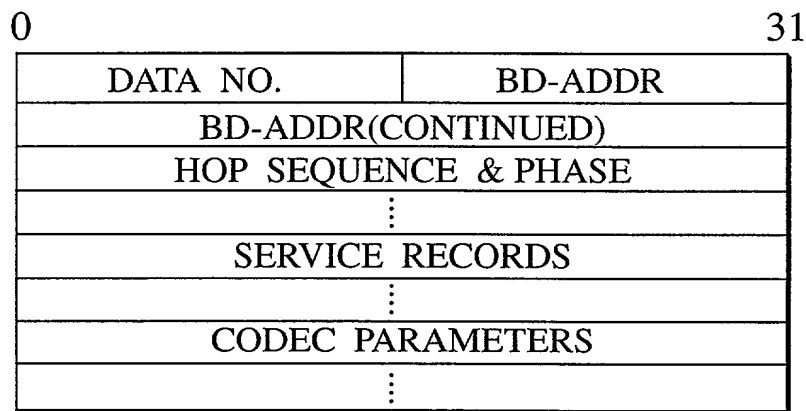 0 31
DATA NO. BD-ADDR
BD-ADDR(CONTINUED)
HOP SEQUENCE & PHASE
⋮
SERVICE RECORDS
⋮
CODEC PARAMETERS
⋮